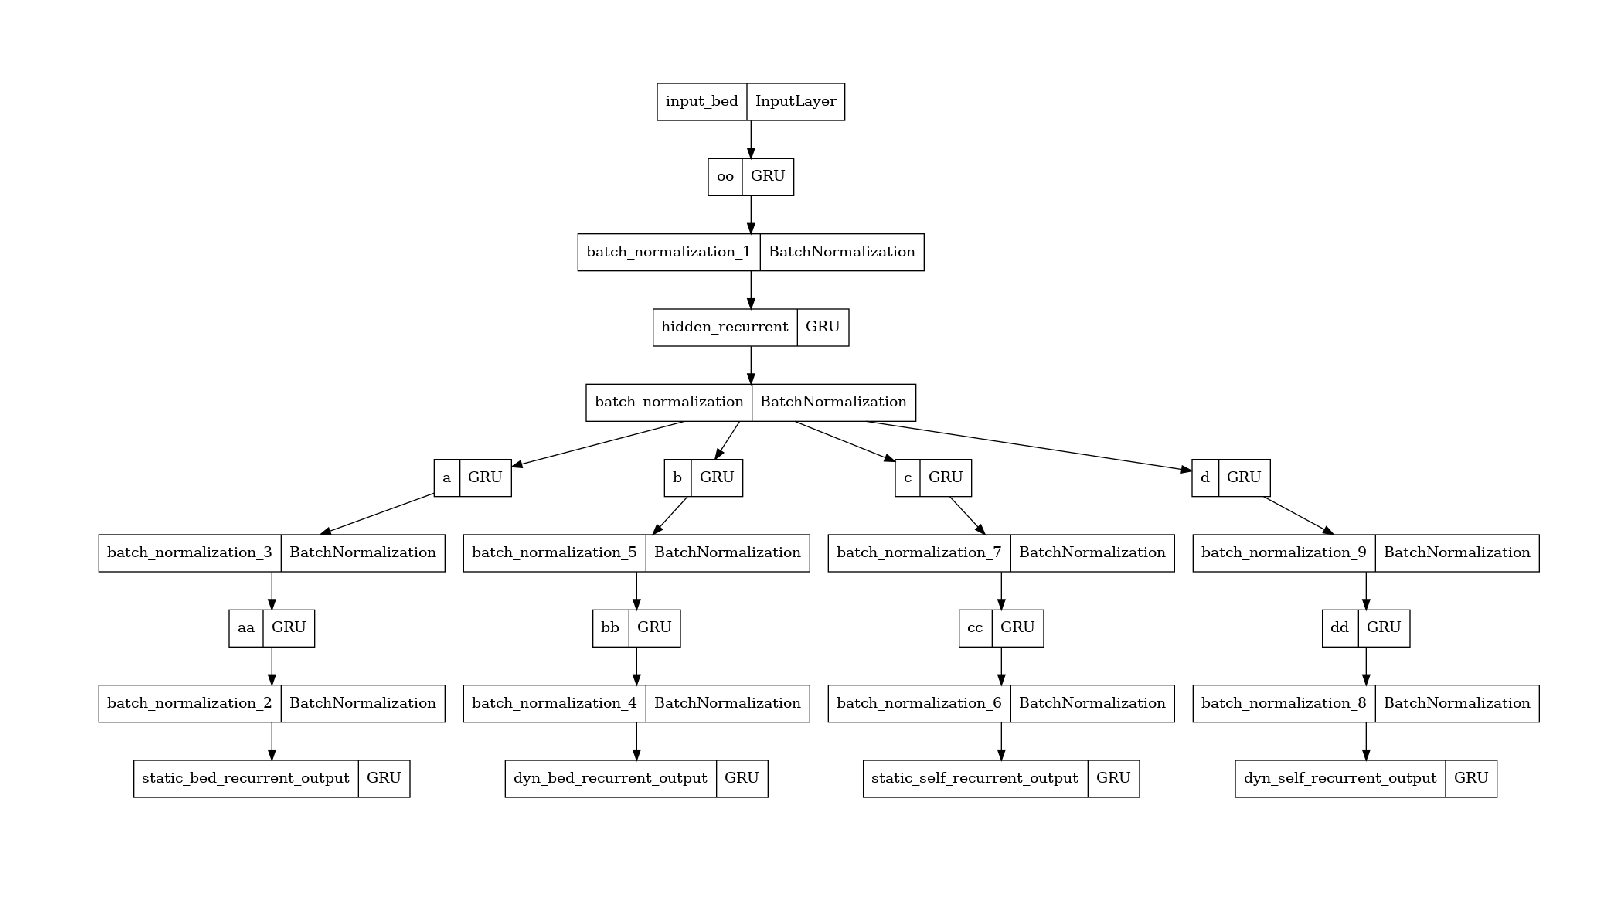 input_bed InputLayer
oo GRU
batch_normalization_1 BatchNormalization
hidden_recurrent GRU
batch_normalization BatchNormalization
a GRU b GRU c GRU d GRU
batch_normalization_3 BatchNormalization batch_normalization_5 BatchNormalization batch_normalization_7 BatchNormalization batch_normalization_9 BatchNormalization
aa GRU bb GRU cc GRU dd GRU
batch_normalization_2 BatchNormalization batch_normalization_4 BatchNormalization batch_normalization_6 BatchNormalization batch_normalization_8 BatchNormalization
static_bed_recurrent_output GRU dyn_bed_recurrent_output GRU static_self_recurrent_output GRU dyn_self_recurrent_output GRU